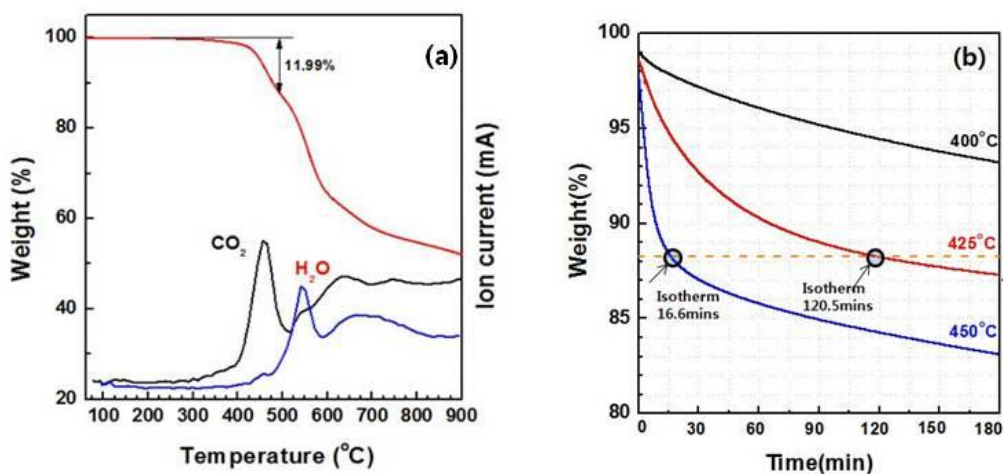 (a)
100
80
60
40
20
11.99%
CO2
H2O
Weight (%)
Ion current (mA)
100 200 300 400 500 600 700 800 900
Temperature (°C)
(b)
100
95
90
85
80
400°C
425°C
450°C
Isotherm
16.6mins
Isotherm
120.5mins
Weight(%)
0 30 60 90 120 150 180
Time(min)